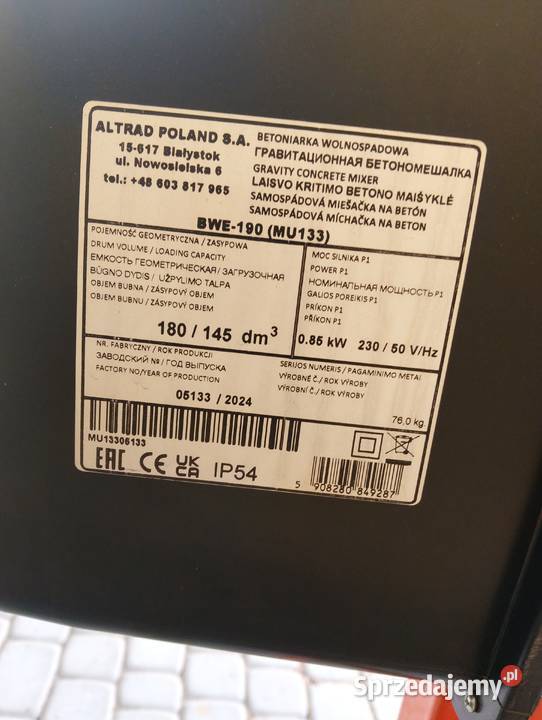 ALTRAD POLAND S.A.
15-617 Białystok
ul. Nowosielska 6
tel.: +48 603 817 965
BETONIARKA WOLNOSPADOWA
ГРАВИТАЦИОННАЯ БЕТОНОМЕШАЛКА
GRAVITY CONCRETE MIXER
LAISVO KRITIMO BETONO MAIŠYKLĖ
SAMOSPÁDOVÁ MIEŠAČKA NA BETÓN
SAMOSPÁDOVÁ MÍCHAČKA NA BETON
BWE-190 (MU133)
POJEMNOŚĆ GEOMETRYCZNA / ZASYPOWA
DRUM VOLUME / LOADING CAPACITY
ЕМКОСТЬ ГЕОМЕТРИЧЕСКАЯ / ЗАГРУЗОЧНАЯ
BŪGNO DYDIS / UŽPYLIMO TALPA
OBJEM BUBNU / ZÁSYPOVÝ OBJEM
OBJEM BUBNU / ZÁSYPOVÝ OBJEM
180 / 145 dm³
MOC SILNIKA P1
POWER P1
НОМИНАЛЬНАЯ МОЩНОСТЬ P1
GALIOS POREIKIS P1
PRÍKON P1
PŘÍKON P1
0.85 kW 230 / 50 V/Hz
NR. FABRYCZNY / ROK PRODUKCJI
ЗАВОДСКИЙ № / ГОД ВЫПУСКА
FACTORY NO/YEAR OF PRODUCTION
SERIJOS NUMERIS / PAGAMINIMO METAI
VÝROBNÉ Č./ ROK VÝROBY
VÝROBNÍ Č./ ROK VÝROBY
05133 / 2024
76,0 kg
MU13305133
EAC CE UK CA IP54
5 908280 849287
Sprzedajemy.pl